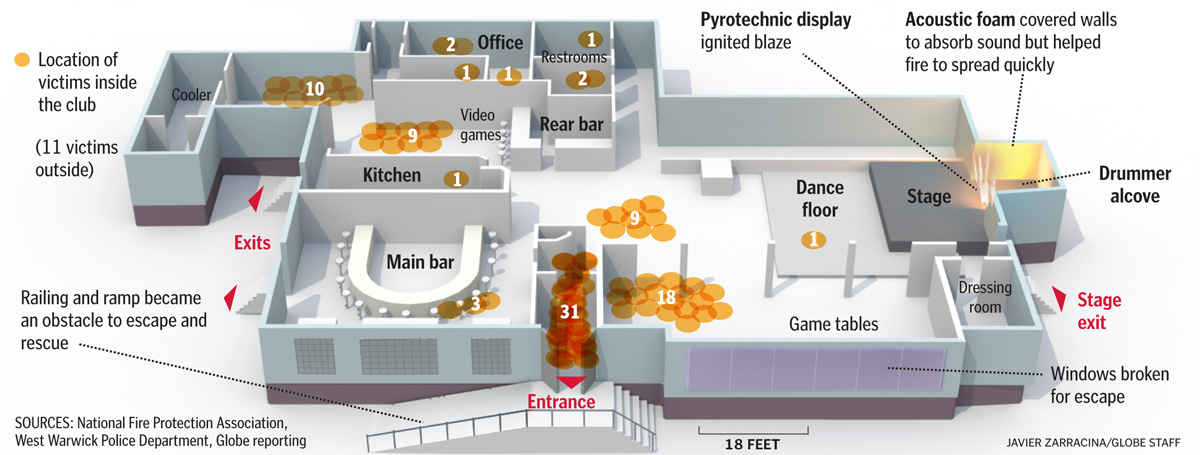 Location of
victims inside
the club
(11 victims
outside)
Pyrotechnic display
ignited blaze
Acoustic foam covered walls
to absorb sound but helped
fire to spread quickly
Cooler
10
2
Office
1
1
1
Restrooms
2
9
Video
games
Rear bar
Kitchen
1
Drummer
alcove
Stage
Dance
floor
1
9
Exits
Main bar
3
31
18
Game tables
Dressing
room
Stage
exit
Railing and ramp became
an obstacle to escape and
rescue
Entrance
Windows broken
for escape
SOURCES: National Fire Protection Association,
West Warwick Police Department, Globe reporting
18 FEET
JAVIER ZARRACINA/GLOBE STAFF